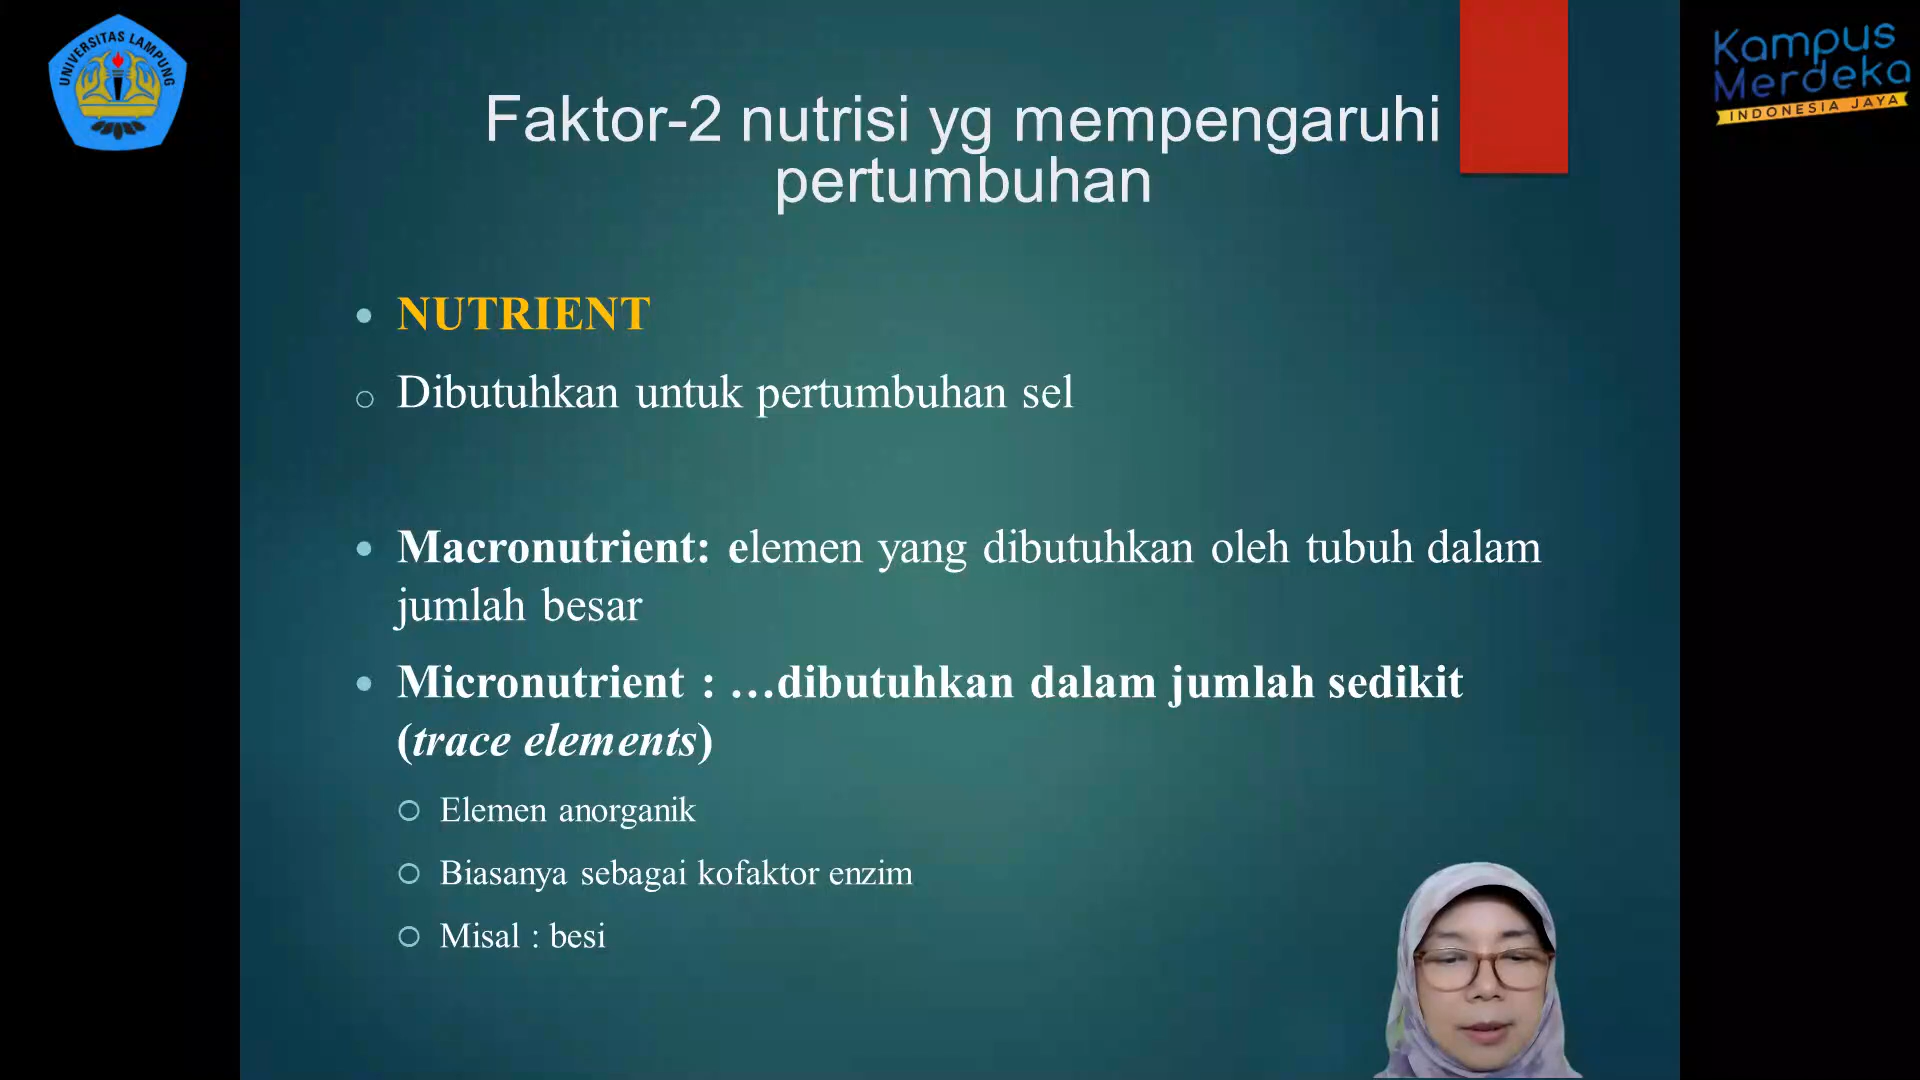 UNIVERSITAS LAMPUNG
Kampus
Merdeka
INDONESIA JAYA
Faktor-2 nutrisi yg mempengaruhi
pertumbuhan
• NUTRIENT
o Dibutuhkan untuk pertumbuhan sel
• Macronutrient: elemen yang dibutuhkan oleh tubuh dalam
jumlah besar
• Micronutrient : …dibutuhkan dalam jumlah sedikit
(trace elements)
o Elemen anorganik
o Biasanya sebagai kofaktor enzim
o Misal : besi